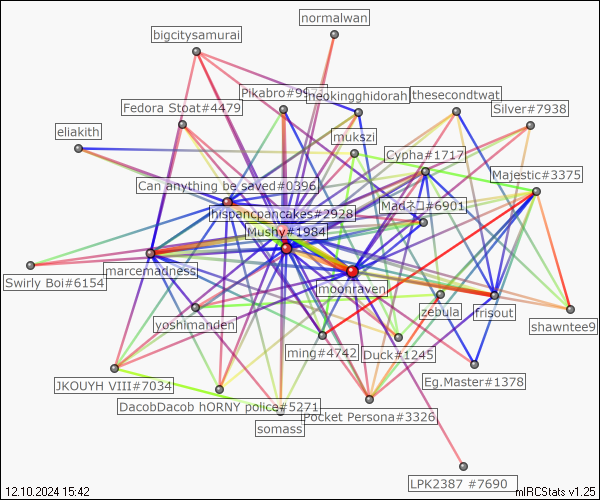 normalwan
bigcitysamurai
Pikabro#997
neokingghidorah
thesecondtwat
Fedora Stoat#4479
Silver#7938
eliakith
mukszi
Cypha#1717
Majestic#3375
Can anything be saved#0396
Madネコ#6901
hispancpancakes#2928
Mushy#1984
marcemadness
Swirly Boi#6154
moonraven
zebula
frisout
yoshimanden
shawntee9
ming#4742
Duck#1245
JKOUYH VIII#7034
Eg.Master#1378
DacobDacob hORNY police#5271
Pocket Persona#3326
somass
LPK2387 #7690
12.10.2024 15:42
mIRCStats v1.25